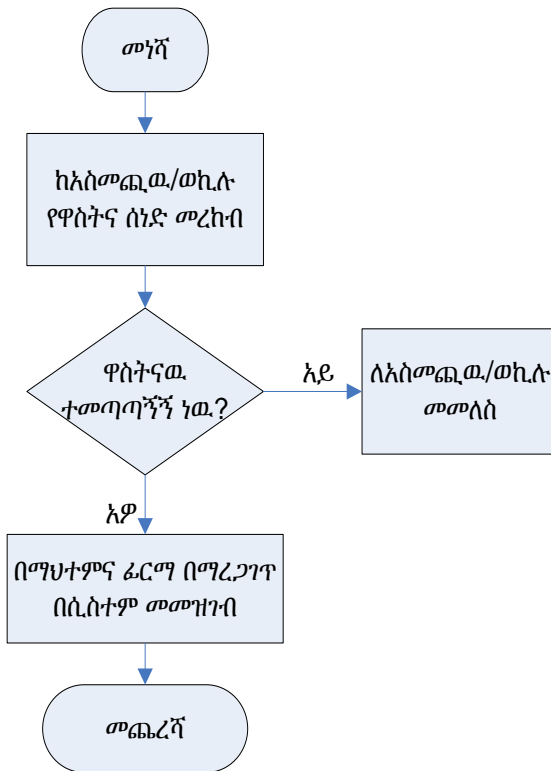 መነሻ
ከአስመጪዉ/ወኪሉ
የዋስትና ሰነድ መረከብ
ዋስትናዉ
ተመጣጣኝኝ ነዉ?
አይ
ለአስመጪዉ/ወኪሉ
መመለስ
አዎ
በማህተምና ፊርማ በማረጋገጥ
በሲስተም መመዝገብ
መጨረሻ